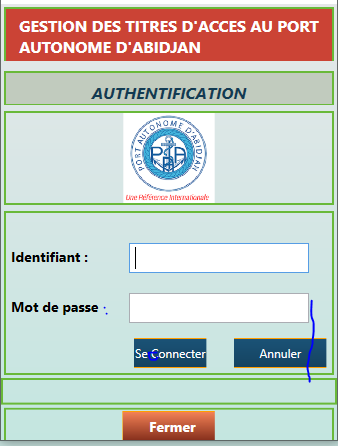 GESTION DES TITRES D'ACCES AU PORT
AUTONOME D'ABIDJAN
AUTHENTIFICATION
PORT AUTONOME D'ABIDJAN
PAA
Une Référence Internationale
Identifiant :
Mot de passe :
Se Connecter
Annuler
Fermer